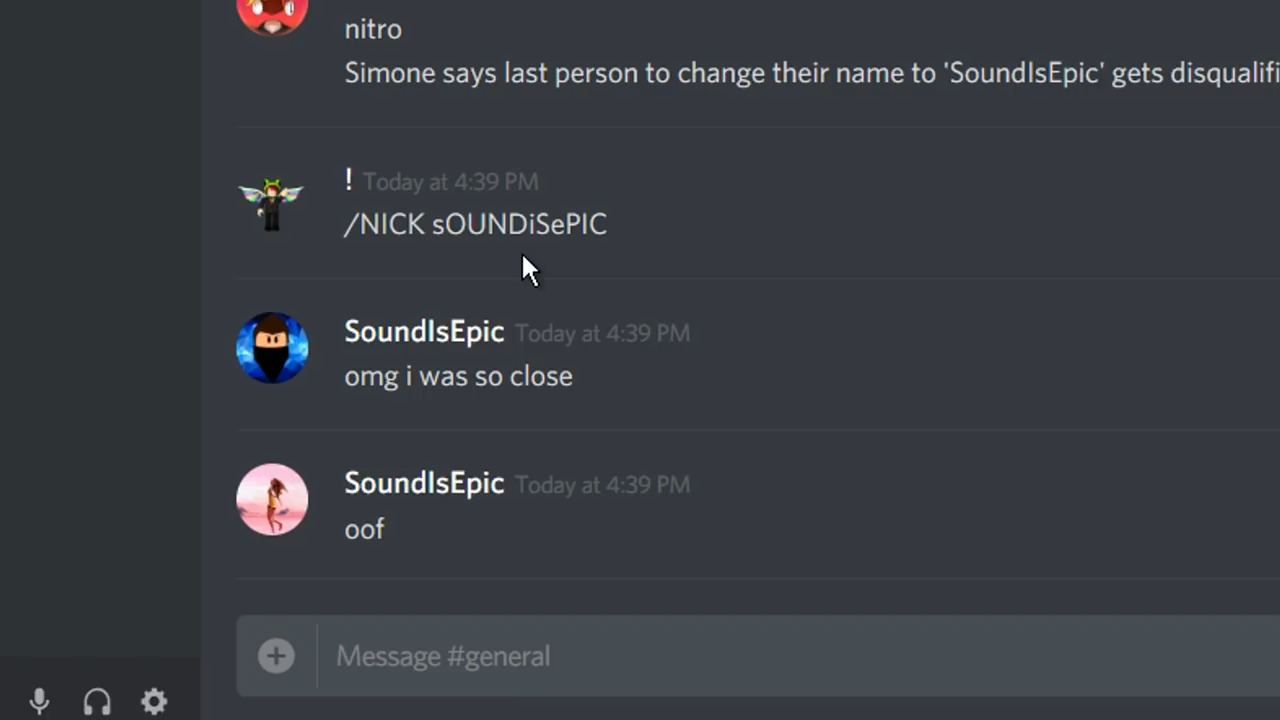 nitro
Simone says last person to change their name to 'SoundIsEpic' gets
! Today at 4:39 PM
/NICK sOUNDiSePIC
SoundIsEpic Today at 4:39 PM
omg i was so close
SoundIsEpic Today at 4:39 PM
oof
Message #general